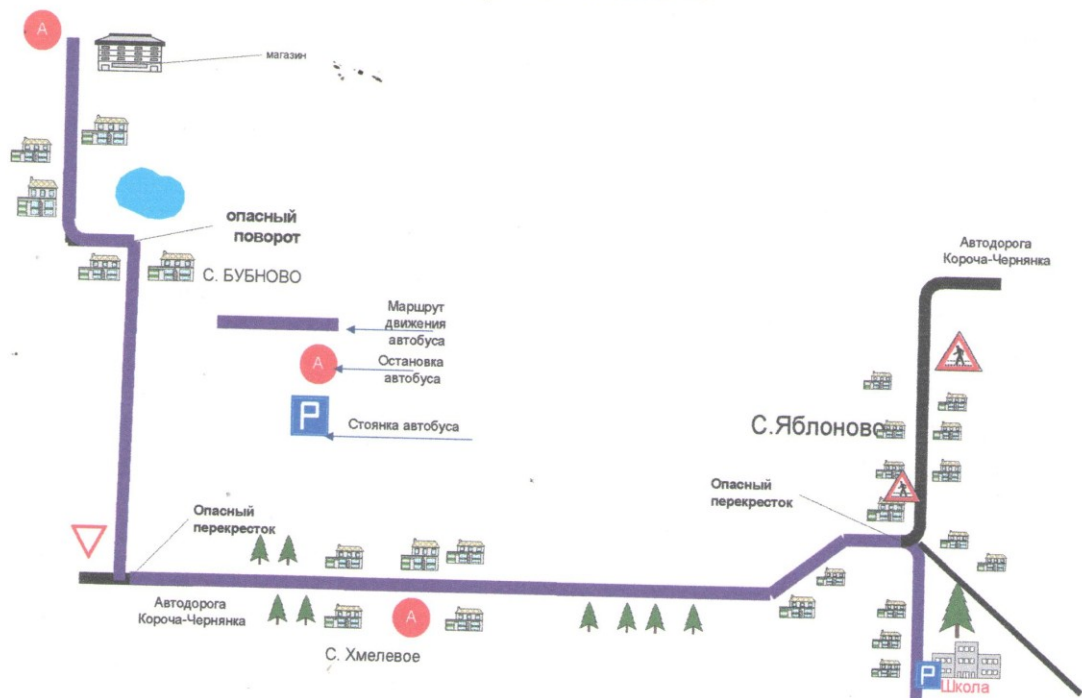 А
магазин
опасный
поворот
С. БУБНОВО
Автодорога
Короча-Чернянка
Маршрут
движения
автобуса
А
Остановка
автобуса
P
Стоянка автобуса
С.Яблоново
Опасный
перекресток
Опасный
перекресток
Автодорога
Короча-Чернянка
А
С. Хмелевое
P
Школа